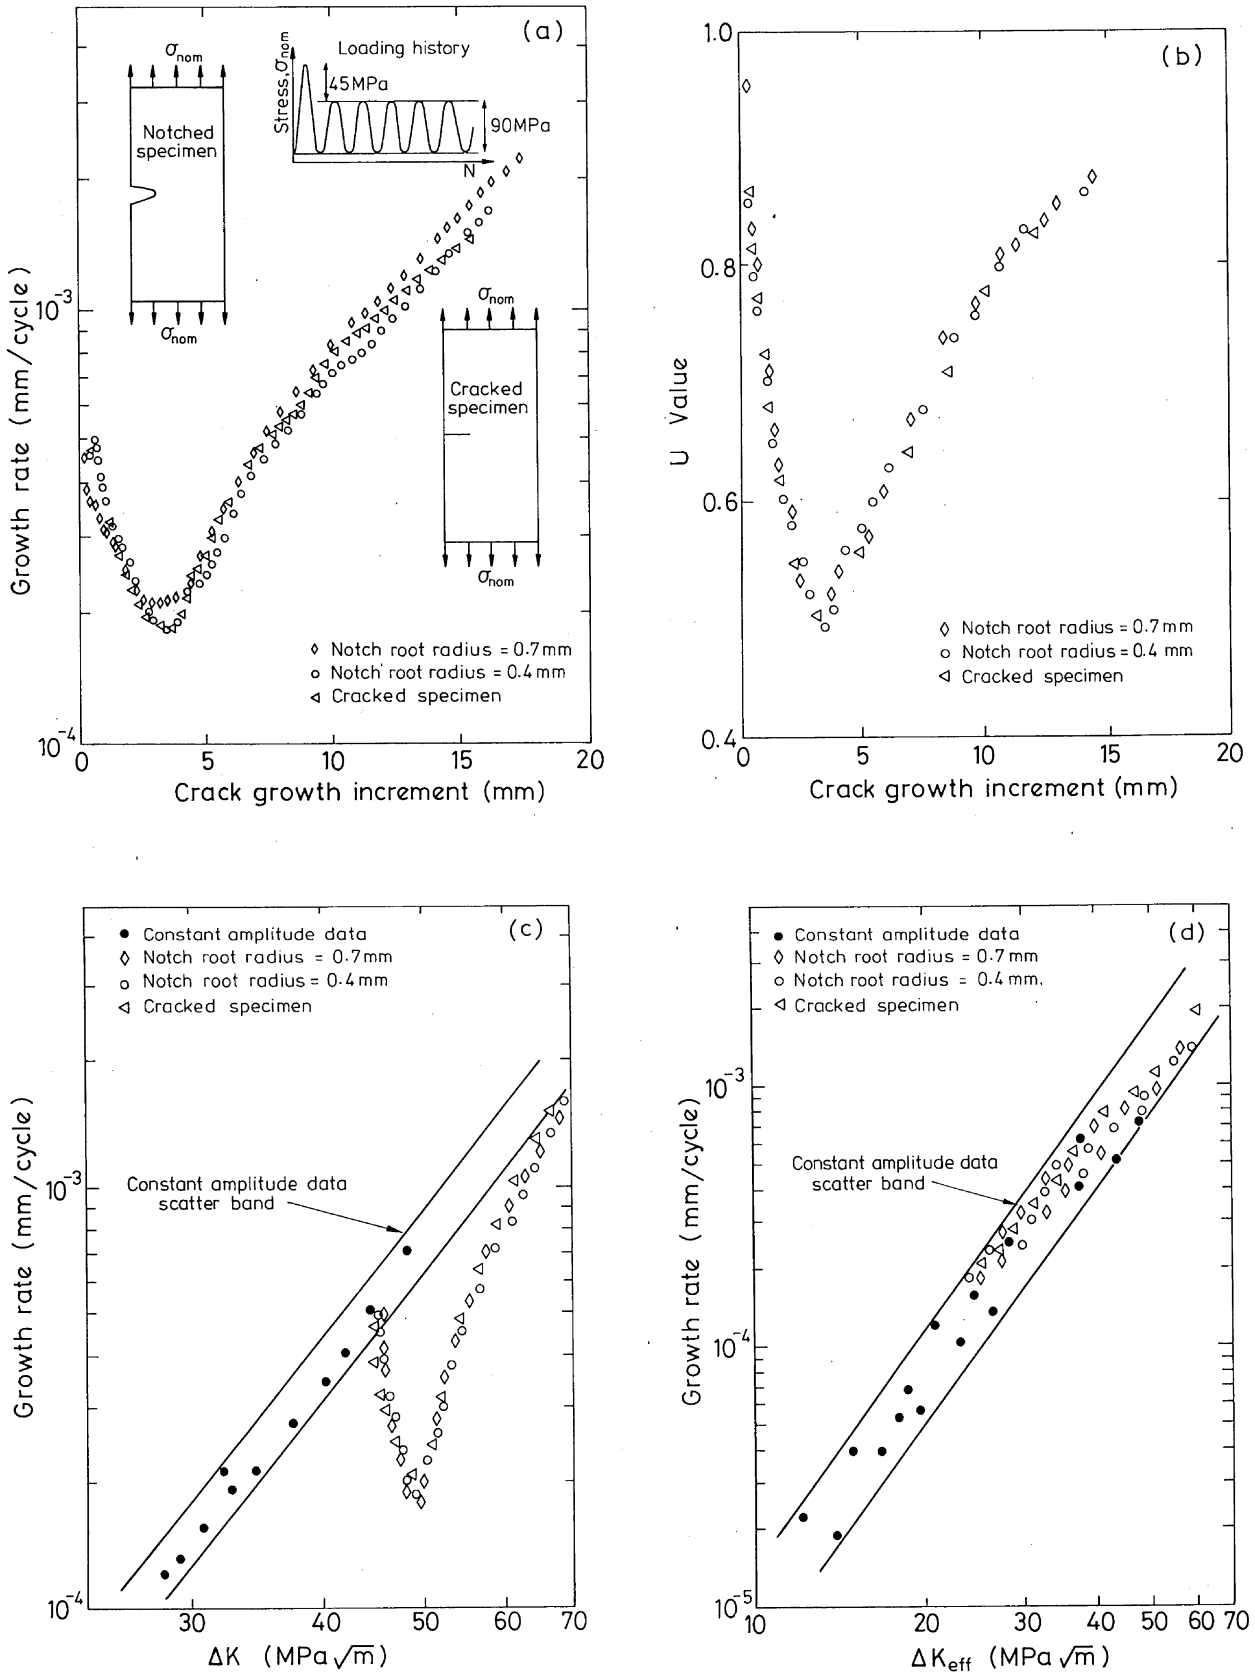 (a)
σnom
Notched
specimen
σnom
Loading history
Stress, σnom
45MPa
90MPa
N
σnom
Cracked
specimen
σnom
Growth rate (mm/cycle)
10⁻³
10⁻⁴
◊ Notch root radius = 0.7mm
○ Notch root radius = 0.4mm
◁ Cracked specimen
0 5 10 15 20
Crack growth increment (mm)
(b)
1.0
0.8
0.6
0.4
U Value
◊ Notch root radius = 0.7 mm
○ Notch root radius = 0.4 mm
◁ Cracked specimen
0 5 10 15 20
Crack growth increment (mm)
(c)
● Constant amplitude data
◊ Notch root radius = 0.7mm
○ Notch root radius = 0.4mm
◁ Cracked specimen
Constant amplitude data
scatter band
Growth rate (mm/cycle)
10⁻³
10⁻⁴
30 40 50 60 70
ΔK (MPa√m)
(d)
● Constant amplitude data
◊ Notch root radius = 0.7mm
○ Notch root radius = 0.4mm.
◁ Cracked specimen
Constant amplitude data
scatter band
Growth rate (mm/cycle)
10⁻³
10⁻⁴
10⁻⁵
10 20 30 40 50 60 70
ΔKeff (MPa√m)